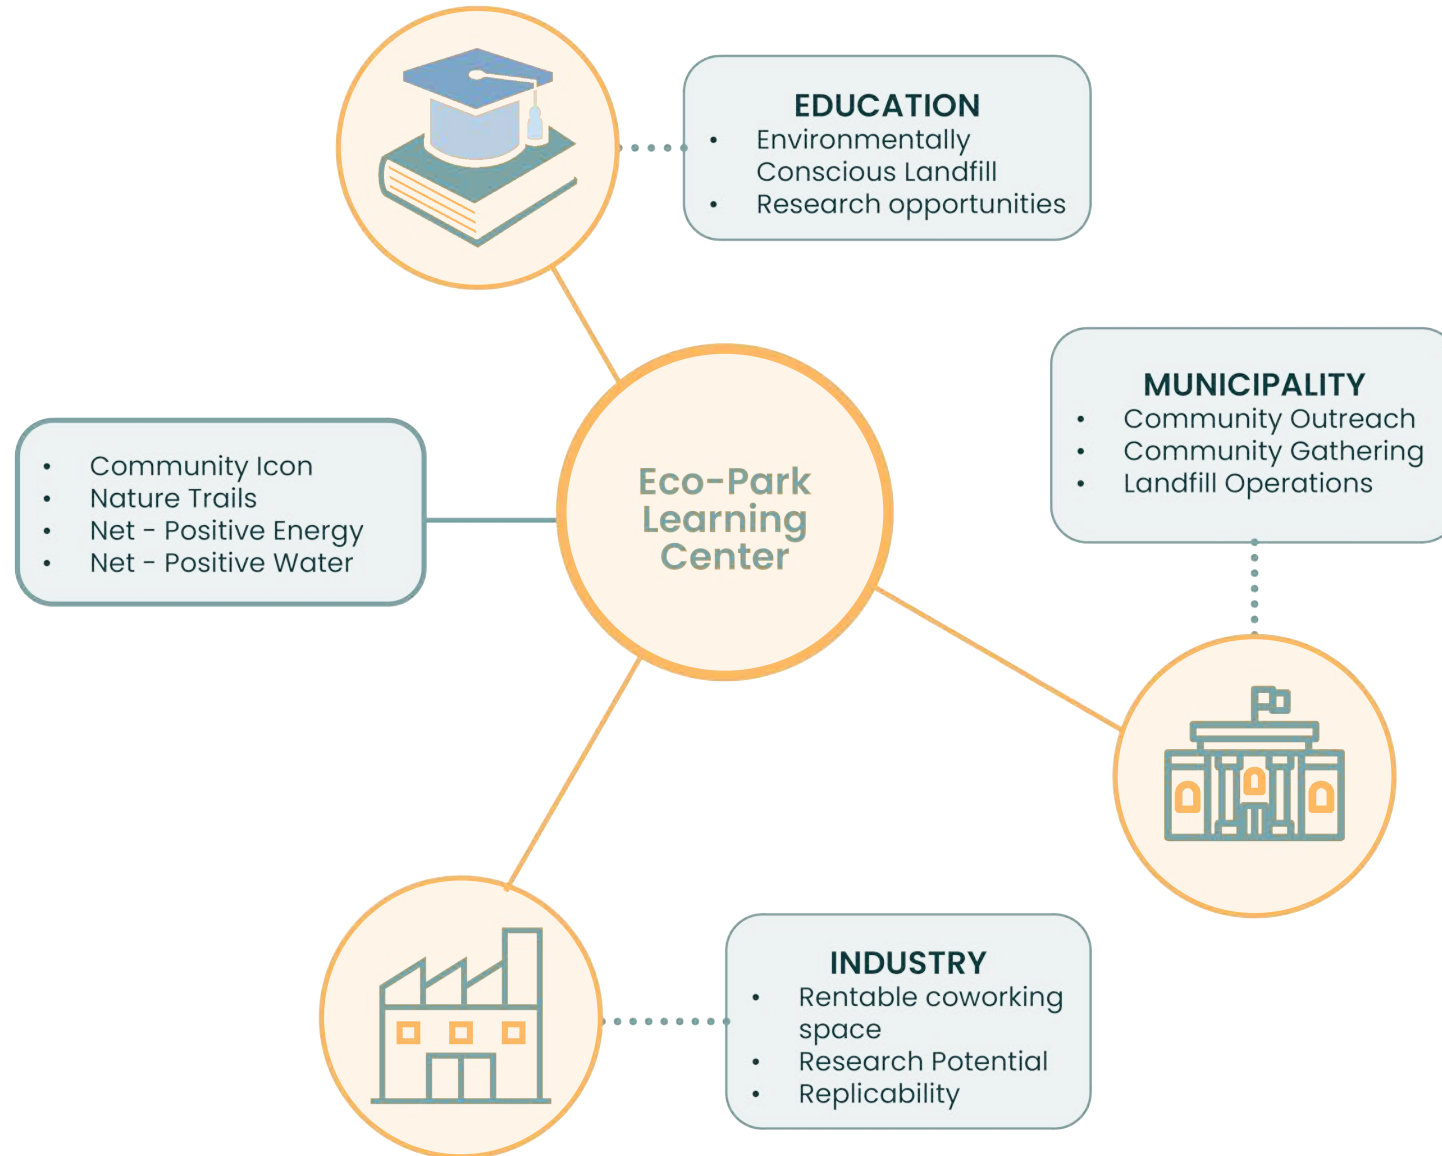 EDUCATION
• Environmentally
Conscious Landfill
• Research opportunities
MUNICIPALITY
• Community Outreach
• Community Gathering
• Landfill Operations
• Community Icon
• Nature Trails
• Net - Positive Energy
• Net - Positive Water
Eco-Park
Learning
Center
INDUSTRY
• Rentable coworking
space
• Research Potential
• Replicability